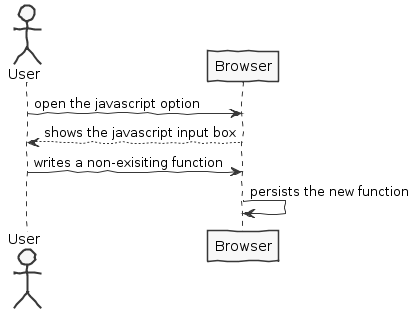 User
Browser
open the javascript option
shows the javascript input box
writes a non-exisiting function
persists the new function
User
Browser